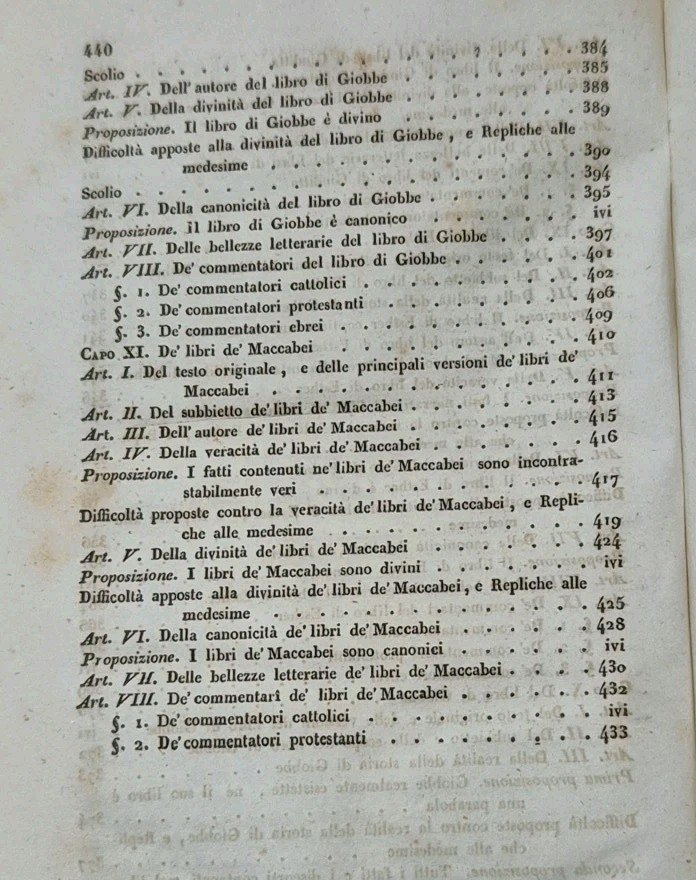 440
Scolio . . . . . . . . . . . . . . . . 384
Art. IV. Dell' autore del libro di Giobbe . . . . . . . 385
Art. V. Della divinità del libro di Giobbe . . . . . . . 388
Proposizione. Il libro di Giobbe è divino . . . . . . . 389
Difficoltà apposte alla divinità del libro di Giobbe, e Repliche alle
medesime . . . . . . . . . . . . . 390
Scolio . . . . . . . . . . . . . . . . 394
Art. VI. Della canonicità del libro di Giobbe . . . . . . 395
Proposizione. il libro di Giobbe è canonico . . . . . . ivi
Art. VII. Delle bellezze letterarie del libro di Giobbe . . . . 397
Art. VIII. De' commentatori del libro di Giobbe . . . . . 401
§. 1. De' commentatori cattolici . . . . . . . . 402
§. 2. De' commentatori protestanti . . . . . . . 406
§. 3. De' commentatori ebrei . . . . . . . . . 409
CAPO XI. De' libri de' Maccabei . . . . . . . . . 410
Art. I. Del testo originale, e delle principali versioni de' libri de'
Maccabei . . . . . . . . . . . . . 411
Art. II. Del subbietto de' libri de' Maccabei . . . . . . . 413
Art. III. Dell' autore de' libri de' Maccabei . . . . . . . 415
Art. IV. Della veracità de' libri de' Maccabei . . . . . . 416
Proposizione. I fatti contenuti ne' libri de' Maccabei sono incontra-
stabilmente veri . . . . . . . . . . . 417
Difficoltà proposte contro la veracità de' libri de' Maccabei, e Repli-
che alle medesime . . . . . . . . . . 419
Art. V. Della divinità de' libri de' Maccabei . . . . . . . 424
Proposizione. I libri de' Maccabei sono divini . . . . . . ivi
Difficoltà apposte alla divinità de' libri de' Maccabei, e Repliche alle
medesime . . . . . . . . . . . . . 425
Art. VI. Della canonicità de' libri de' Maccabei . . . . . 428
Proposizione. I libri de' Maccabei sono canonici . . . . . ivi
Art. VII. Delle bellezze letterarie de' libri de' Maccabei . . . . 430
Art. VIII. De' commentarî de' libri de' Maccabei . . . . . 432
§. 1. De' commentatori cattolici . . . . . . . . ivi
§. 2. De' commentatori protestanti . . . . . . . 433